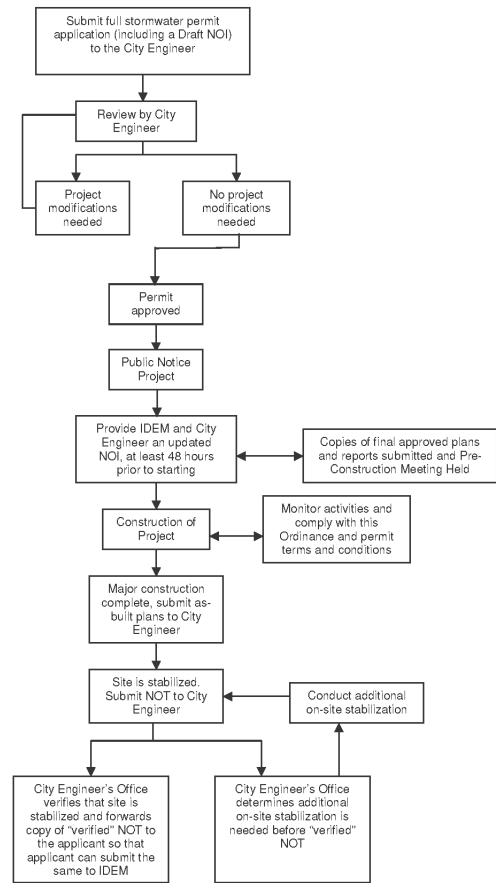 Submit full stormwater permit
application (including a Draft NOI)
to the City Engineer
Review by City
Engineer
Project
modifications
needed
No project
modifications
needed
Permit
approved
Public Notice
Project
Provide IDEM and City
Engineer an updated
NOI, at least 48 hours
prior to starting
Copies of final approved plans
and reports submitted and Pre-
Construction Meeting Held
Construction of
Project
Monitor activities and
comply with this
Ordinance and permit
terms and conditions
Major construction
complete, submit as-
built plans to City
Engineer
Site is stabilized.
Submit NOT to City
Engineer
Conduct additional
on-site stabilization
City Engineer's Office
verifies that site is
stabilized and forwards
copy of "verified" NOT to
the applicant so that
applicant can submit the
same to IDEM
City Engineer's Office
determines additional
on-site stabilization is
needed before "verified"
NOT